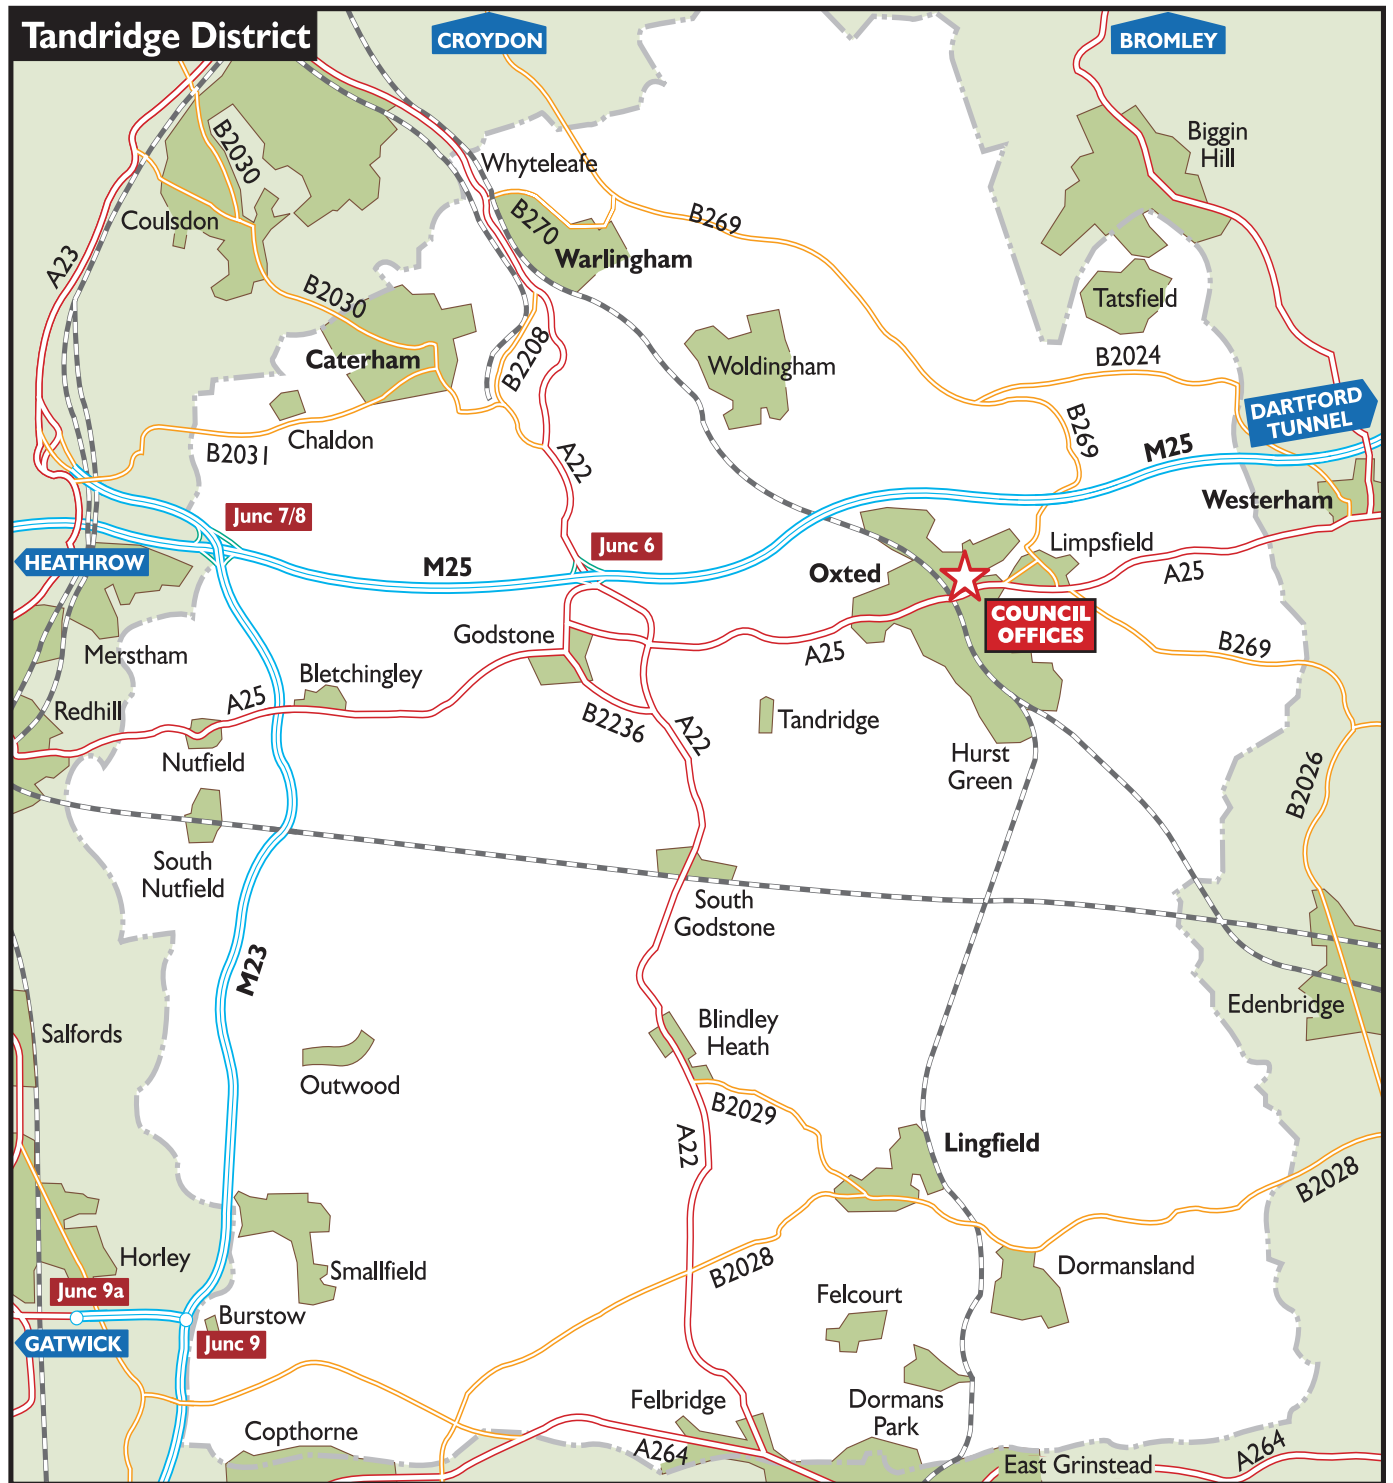 Tandridge District
CROYDON
BROMLEY
B2030
Whyteleafe
Biggin
Hill
Coulsdon
B270
B269
A23
Warlingham
B2030
Tatsfield
B2208
Caterham
Woldingham
B2024
DARTFORD
TUNNEL
Chaldon
B2031
B269
A22
M25
Westerham
Junc 7/8
Junc 6
HEATHROW
M25
Limpsfield
Oxted
A25
COUNCIL
OFFICES
Godstone
A25
B269
Merstham
Bletchingley
A25
Redhill
B2236
A22
Tandridge
Nutfield
Hurst
Green
B2026
South
Nutfield
South
Godstone
M23
Edenbridge
Salfords
Blindley
Heath
Outwood
B2029
A22
Lingfield
B2028
Horley
Smallfield
B2028
Dormansland
Junc 9a
Felcourt
Burstow
GATWICK
Junc 9
Felbridge
Dormans
Park
Copthorne
A264
East Grinstead
A264